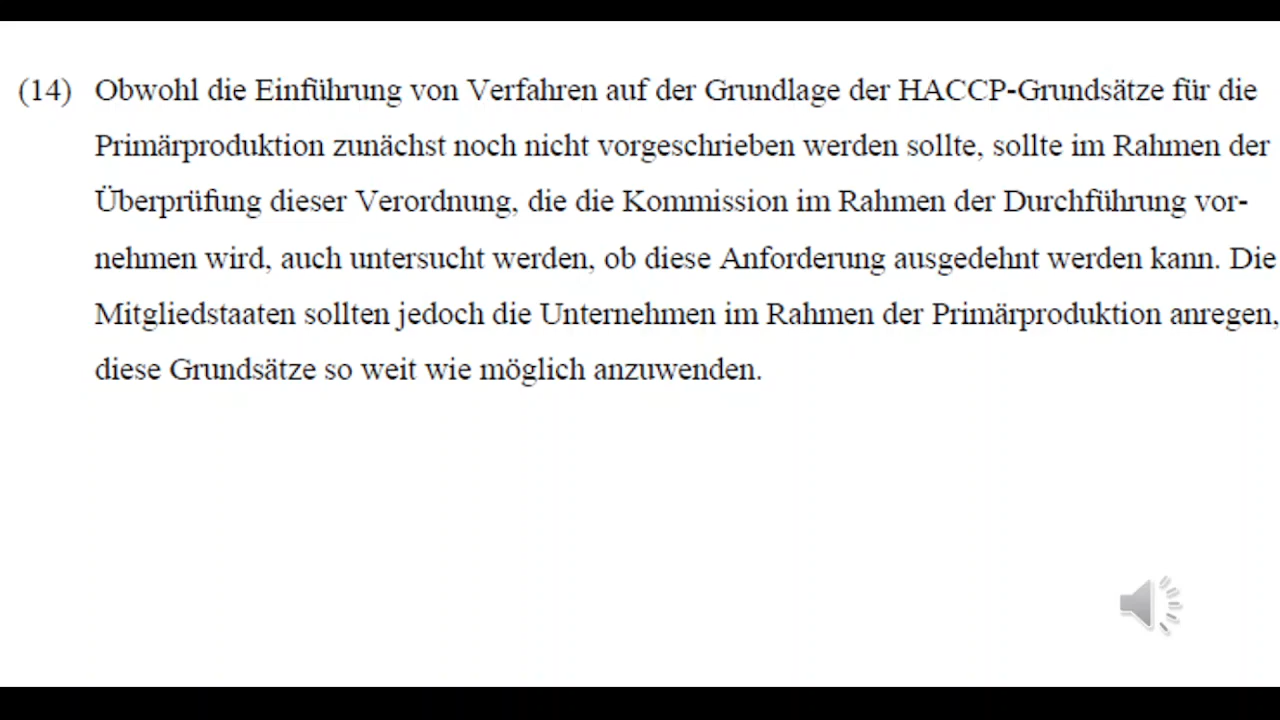 (14) Obwohl die Einführung von Verfahren auf der Grundlage der HACCP-Grundsätze für die
Primärproduktion zunächst noch nicht vorgeschrieben werden sollte, sollte im Rahmen der
Überprüfung dieser Verordnung, die die Kommission im Rahmen der Durchführung vor-
nehmen wird, auch untersucht werden, ob diese Anforderung ausgedehnt werden kann. Die
Mitgliedstaaten sollten jedoch die Unternehmen im Rahmen der Primärproduktion anregen,
diese Grundsätze so weit wie möglich anzuwenden.